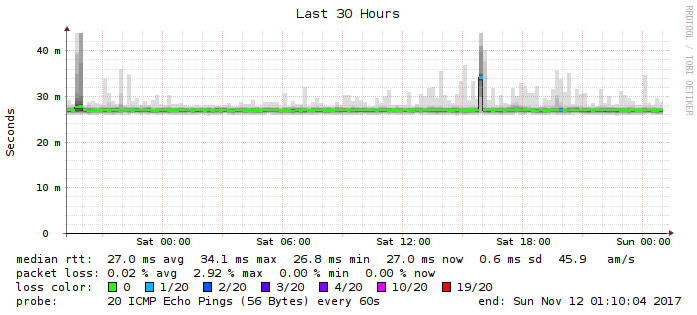 Last 30 Hours
RRDTOOL / TOBI OETIKER
Seconds
40 m
30 m
20 m
10 m
0
Sat 00:00 Sat 06:00 Sat 12:00 Sat 18:00 Sun 00:00
median rtt: 27.0 ms avg 34.1 ms max 26.8 ms min 27.0 ms now 0.6 ms sd 45.9 am/s
packet loss: 0.02 % avg 2.92 % max 0.00 % min 0.00 % now
loss color: 0 1/20 2/20 3/20 4/20 10/20 19/20
probe: 20 ICMP Echo Pings (56 Bytes) every 60s end: Sun Nov 12 01:10:04 2017